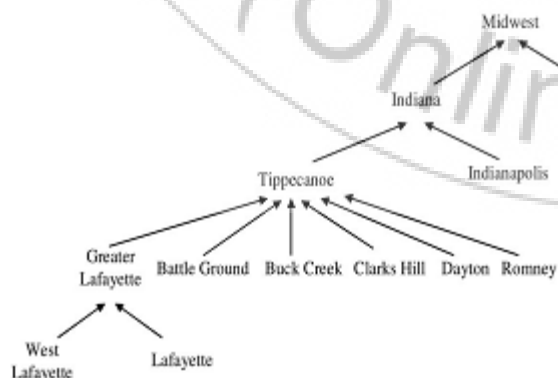 Midwest
Indiana
Indianapolis
Tippecanoe
Greater
Lafayette
Battle Ground
Buck Creek
Clarks Hill
Dayton
Romney
West
Lafayette
Lafayette